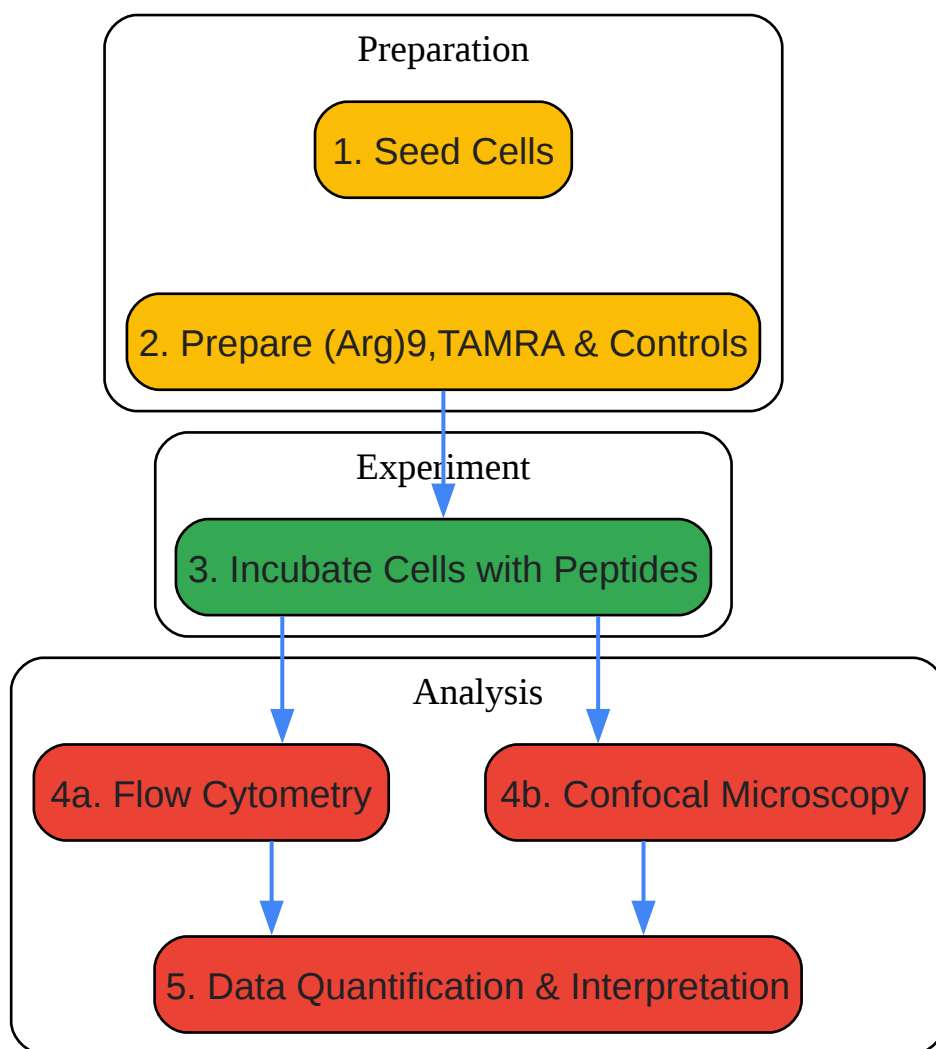 Preparation
1. Seed Cells
2. Prepare (Arg)9,TAMRA & Controls
Experiment
3. Incubate Cells with Peptides
Analysis
4a. Flow Cytometry
4b. Confocal Microscopy
5. Data Quantification & Interpretation